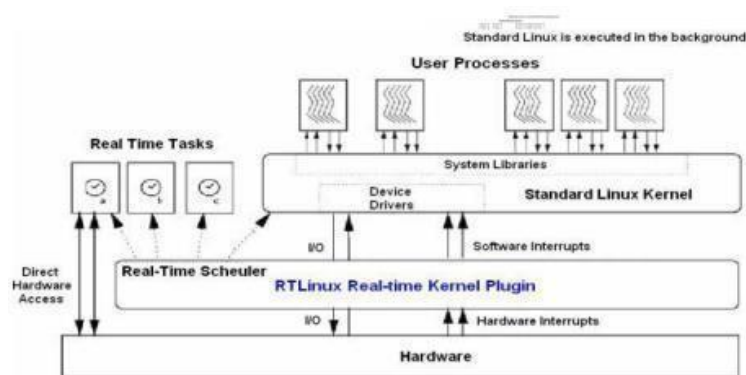 Standard Linux is executed in the background
User Processes
Real Time Tasks
a
b
c
System Libraries
Device
Drivers
Standard Linux Kernel
I/O
Software Interrupts
Direct
Hardware
Access
Real-Time Scheuler
RTLinux Real-time Kernel Plugin
I/O
Hardware Interrupts
Hardware